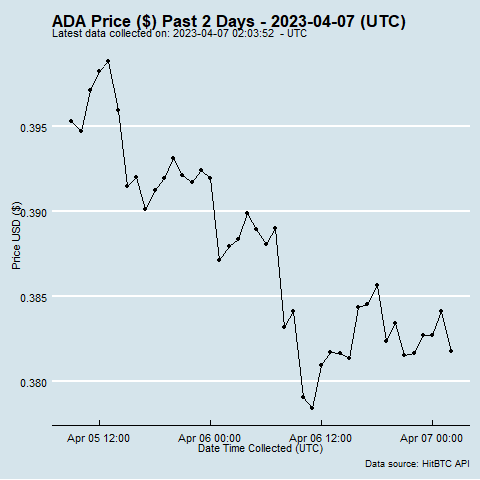 ADA Price ($) Past 2 Days - 2023-04-07 (UTC)
Latest data collected on: 2023-04-07 02:03:52 - UTC
0.395
0.390
0.385
0.380
Price USD ($)
Apr 05 12:00
Apr 06 00:00
Apr 06 12:00
Apr 07 00:00
Date Time Collected (UTC)
Data source: HitBTC API